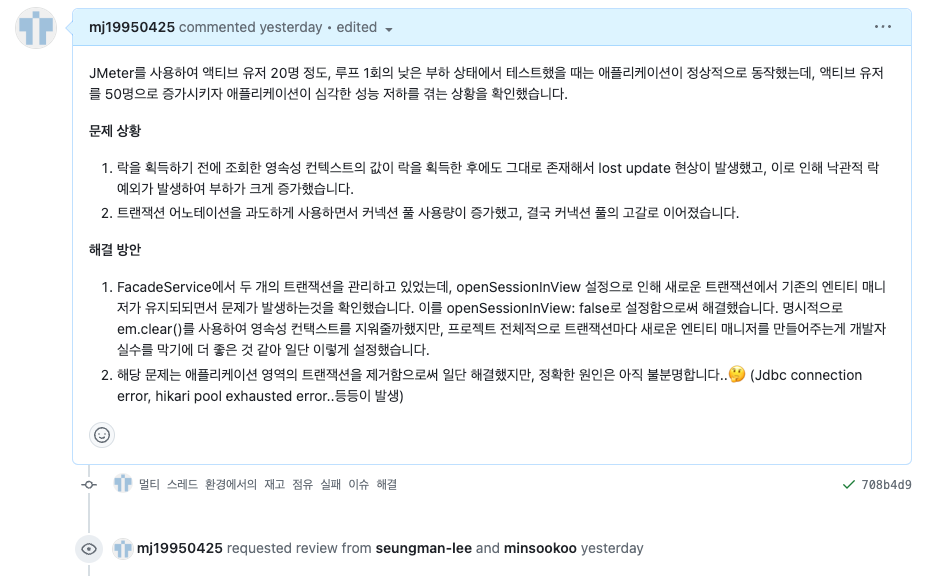 mj19950425 commented yesterday • edited
JMeter를 사용하여 액티브 유저 20명 정도, 루프 1회의 낮은 부하 상태에서 테스트했을 때는 애플리케이션이 정상적으로 동작했는데, 액티브 유저
를 50명으로 증가시키자 애플리케이션이 심각한 성능 저하를 겪는 상황을 확인했습니다.
문제 상황
1. 락을 획득하기 전에 조회한 영속성 컨텍스트의 값이 락을 획득한 후에도 그대로 존재해서 lost update 현상이 발생했고, 이로 인해 낙관적 락
예외가 발생하여 부하가 크게 증가했습니다.
2. 트랜잭션 어노테이션을 과도하게 사용하면서 커넥션 풀 사용량이 증가했고, 결국 커낵션 풀의 고갈로 이어졌습니다.
해결 방안
1. FacadeService에서 두 개의 트랜잭션을 관리하고 있었는데, openSessionInView 설정으로 인해 새로운 트랜잭션에서 기존의 엔티티 매니
저가 유지되되면서 문제가 발생하는것을 확인했습니다. 이를 openSessionInView: false로 설정함으로써 해결했습니다. 명시적으로
em.clear()를 사용하여 영속성 컨택스트를 지워줄까했지만, 프로젝트 전체적으로 트랜잭션마다 새로운 엔티티 매니저를 만들어주는게 개발자
실수를 막기에 더 좋은 것 같아 일단 이렇게 설정했습니다.
2. 해당 문제는 애플리케이션 영역의 트랜잭션을 제거함으로써 일단 해결했지만, 정확한 원인은 아직 불분명합니다..🤔 (Jdbc connection
error, hikari pool exhausted error..등등이 발생)
멀티 스레드 환경에서의 재고 점유 실패 이슈 해결 708b4d9
mj19950425 requested review from seungman-lee and minsookoo yesterday